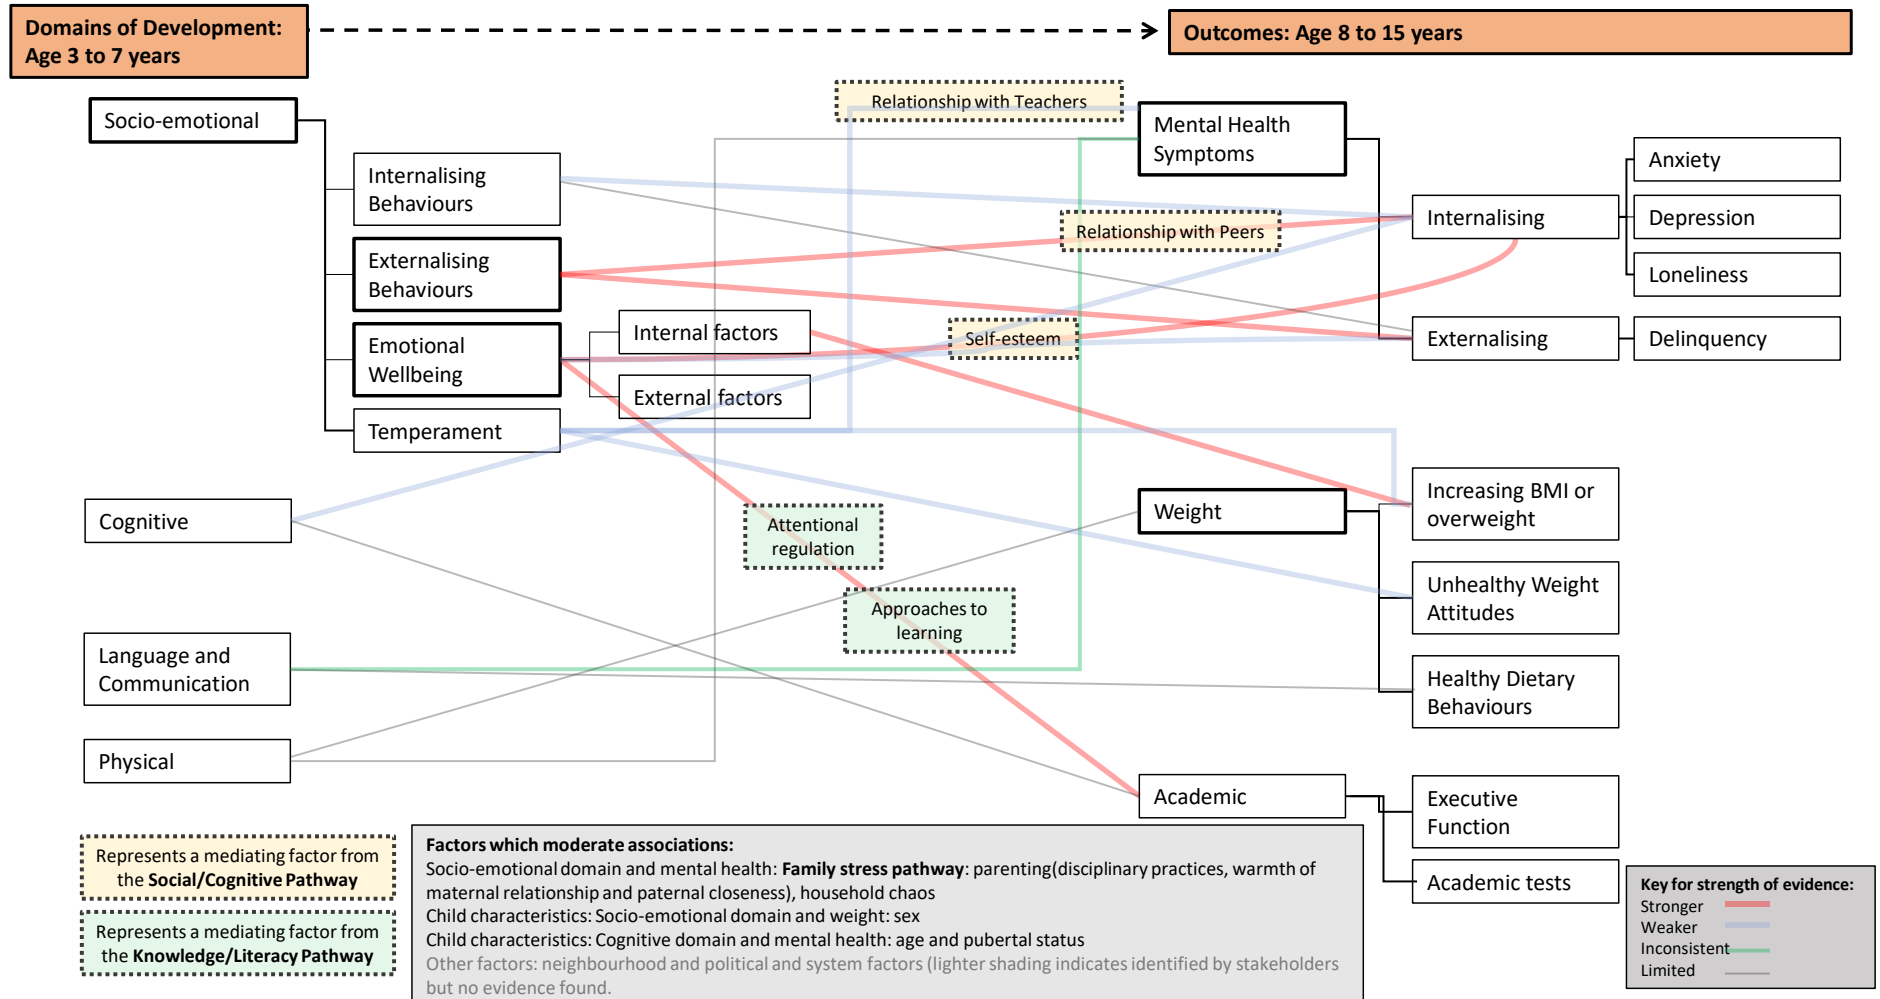 Domains of Development:
Age 3 to 7 years
Outcomes: Age 8 to 15 years
Relationship with Teachers
Socio-emotional
Mental Health
Symptoms
Internalising
Behaviours
Anxiety
Internalising
Depression
Relationship with Peers
Externalising
Behaviours
Loneliness
Internal factors
Emotional
Wellbeing
Self-esteem
Externalising
Delinquency
External factors
Temperament
Increasing BMI or
overweight
Cognitive
Weight
Attentional
regulation
Unhealthy Weight
Attitudes
Approaches to
learning
Language and
Communication
Healthy Dietary
Behaviours
Physical
Academic
Executive
Function
Academic tests
Represents a mediating factor from
the Social/Cognitive Pathway
Represents a mediating factor from
the Knowledge/Literacy Pathway
Factors which moderate associations:
Socio-emotional domain and mental health: Family stress pathway: parenting(disciplinary practices, warmth of
maternal relationship and paternal closeness), household chaos
Child characteristics: Socio-emotional domain and weight: sex
Child characteristics: Cognitive domain and mental health: age and pubertal status
Other factors: neighbourhood and political and system factors (lighter shading indicates identified by stakeholders
but no evidence found.
Key for strength of evidence:
Stronger
Weaker
Inconsistent
Limited